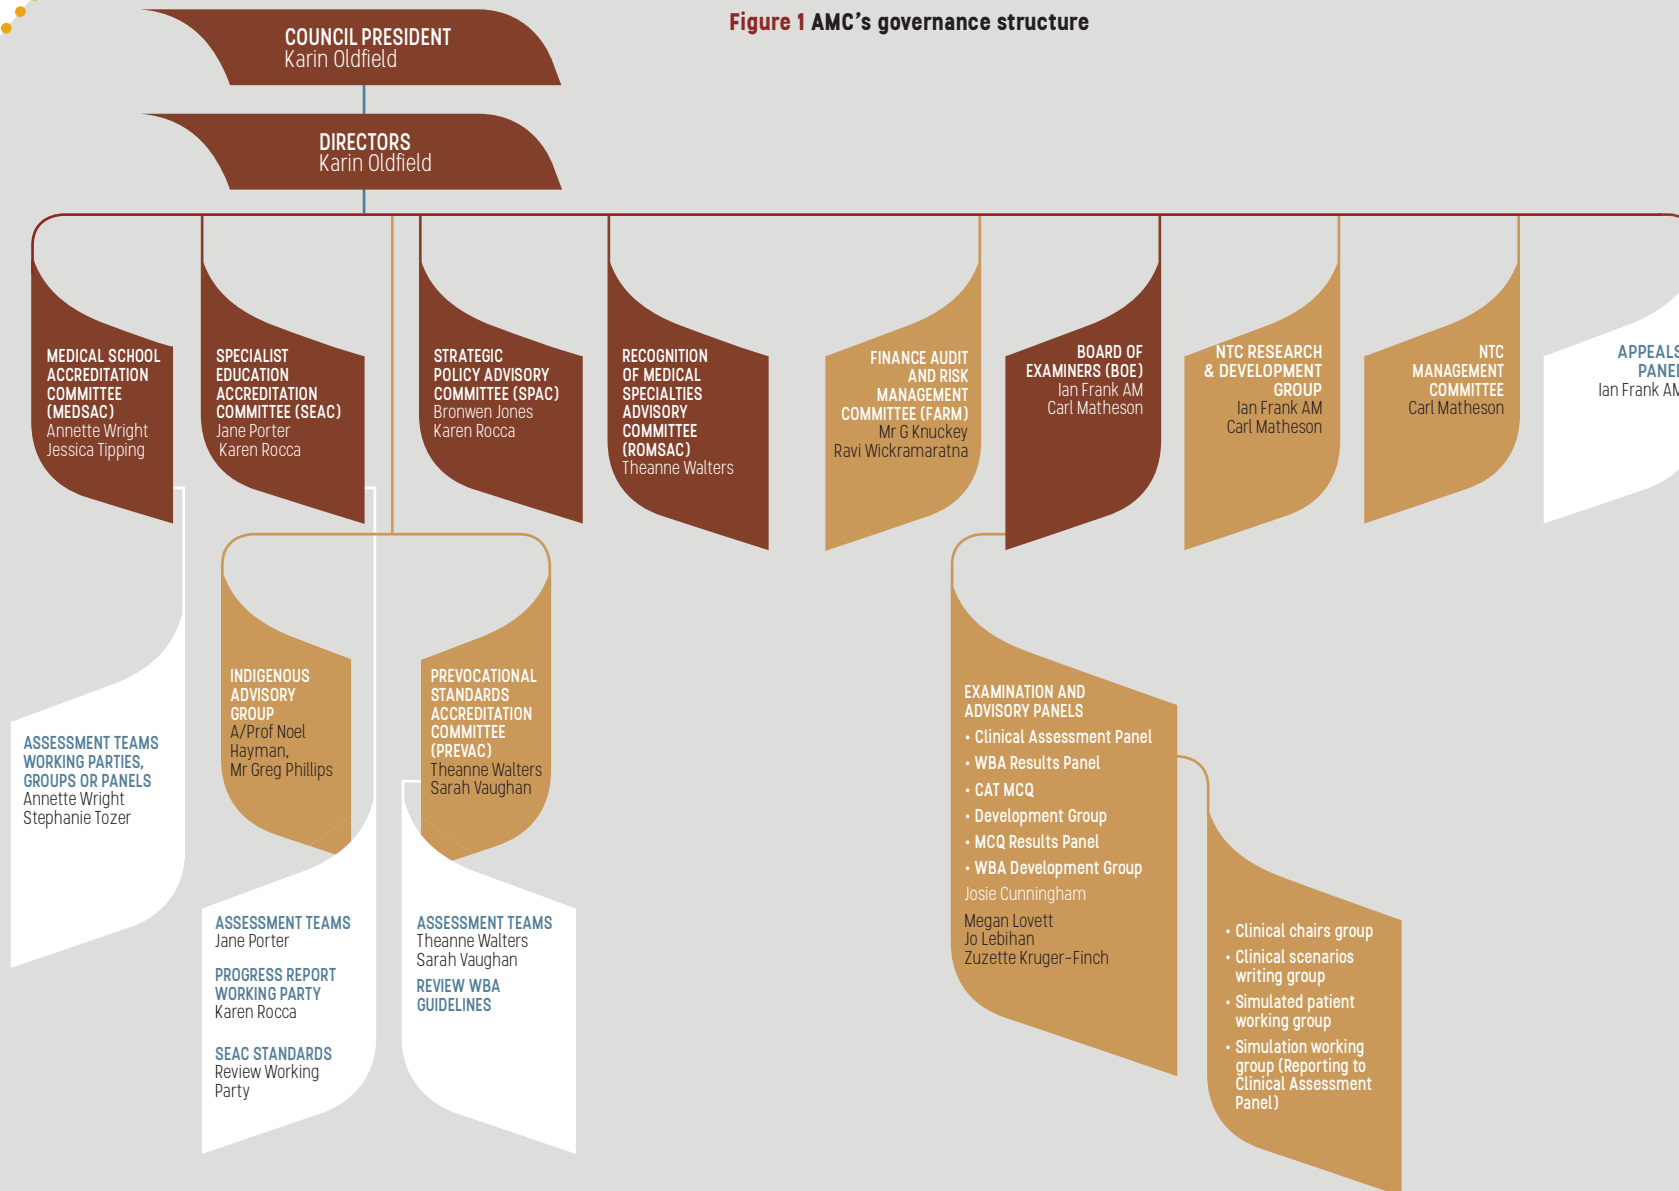 Figure 1 AMC's governance structure
COUNCIL PRESIDENT
Karin Oldfield
DIRECTORS
Karin Oldfield
MEDICAL SCHOOL
ACCREDITATION
COMMITTEE
(MEDSAC)
Annette Wright
Jessica Tipping
SPECIALIST
EDUCATION
ACCREDITATION
COMMITTEE (SEAC)
Jane Porter
Karen Rocca
STRATEGIC
POLICY ADVISORY
COMMITTEE (SPAC)
Bronwen Jones
Karen Rocca
RECOGNITION
OF MEDICAL
SPECIALTIES
ADVISORY
COMMITTEE
(ROMSAC)
Theanne Walters
FINANCE AUDIT
AND RISK
MANAGEMENT
COMMITTEE (FARM)
Mr G Knuckey
Ravi Wickramaratna
BOARD OF
EXAMINERS (BOE)
Ian Frank AM
Carl Matheson
NTC RESEARCH
& DEVELOPMENT
GROUP
Ian Frank AM
Carl Matheson
NTC
MANAGEMENT
COMMITTEE
Carl Matheson
APPEALS
PANEL
Ian Frank AM
ASSESSMENT TEAMS
WORKING PARTIES,
GROUPS OR PANELS
Annette Wright
Stephanie Tozer
INDIGENOUS
ADVISORY
GROUP
A/Prof Noel
Hayman,
Mr Greg Phillips
PREVOCATIONAL
STANDARDS
ACCREDITATION
COMMITTEE
(PREVAC)
Theanne Walters
Sarah Vaughan
ASSESSMENT TEAMS
Jane Porter
PROGRESS REPORT
WORKING PARTY
Karen Rocca
SEAC STANDARDS
Review Working
Party
ASSESSMENT TEAMS
Theanne Walters
Sarah Vaughan
REVIEW WBA
GUIDELINES
EXAMINATION AND
ADVISORY PANELS
• Clinical Assessment Panel
• WBA Results Panel
• CAT MCQ
• Development Group
• MCQ Results Panel
• WBA Development Group
Josie Cunningham
Megan Lovett
Jo Lebihan
Zuzette Kruger-Finch
• Clinical chairs group
• Clinical scenarios
writing group
• Simulated patient
working group
• Simulation working
group (Reporting to
Clinical Assessment
Panel)